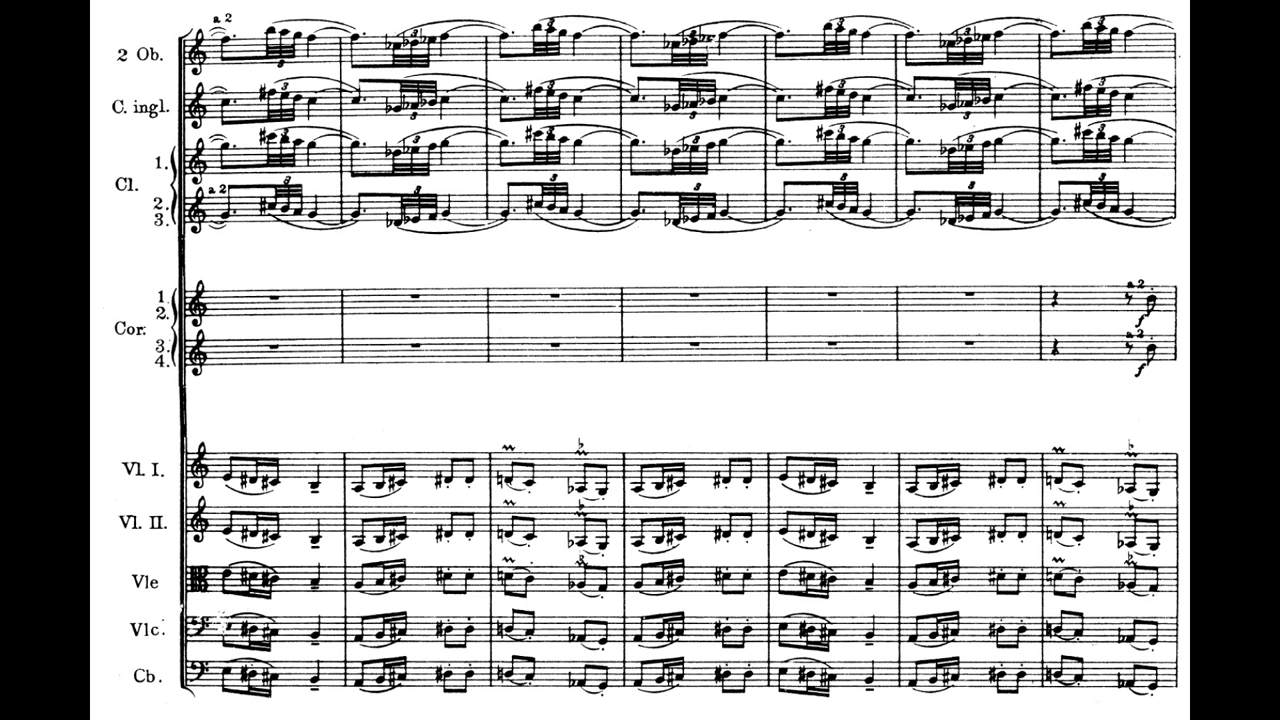 a 2
2 Ob.
C. ingl.
1.
Cl.
a 2
2.
3.
1.
2.
a 2
f
Cor.
3.
4.
a 2
f
Vl. I.
Vl. II.
Vle
Vlc.
Cb.